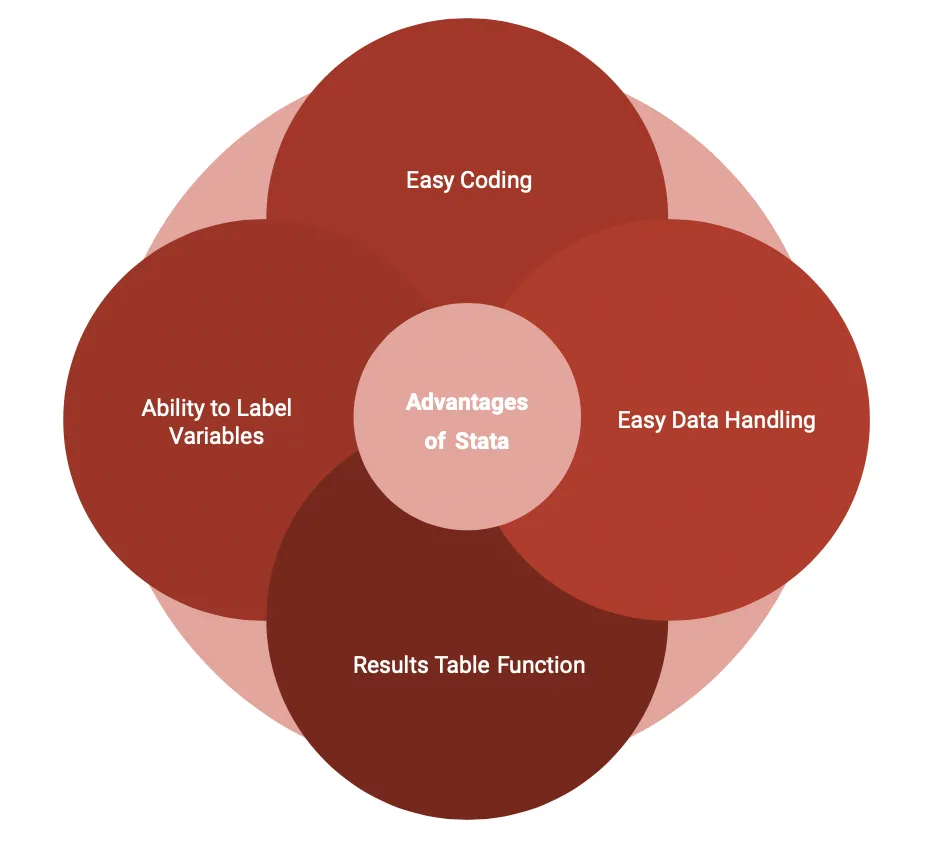 Easy Coding
Ability to Label
Variables
Advantages
of Stata
Easy Data Handling
Results Table Function